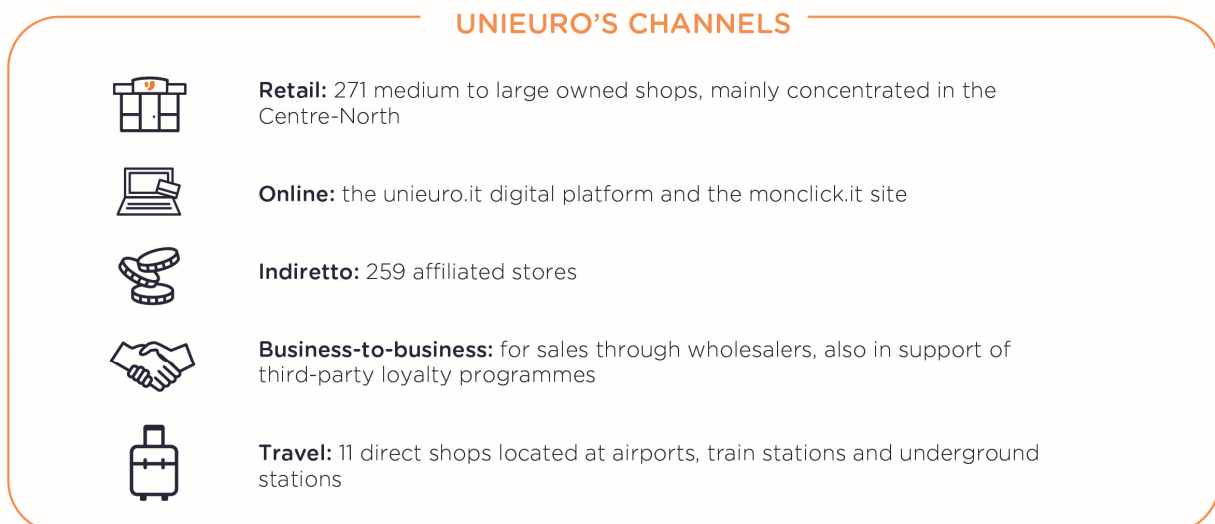 UNIEURO’S CHANNELS
Retail: 271 medium to large owned shops, mainly concentrated in the
Centre-North
Online: the unieuro.it digital platform and the monclick.it site
Indiretto: 259 affiliated stores
Business-to-business: for sales through wholesalers, also in support of
third-party loyalty programmes
Travel: 11 direct shops located at airports, train stations and underground
stations